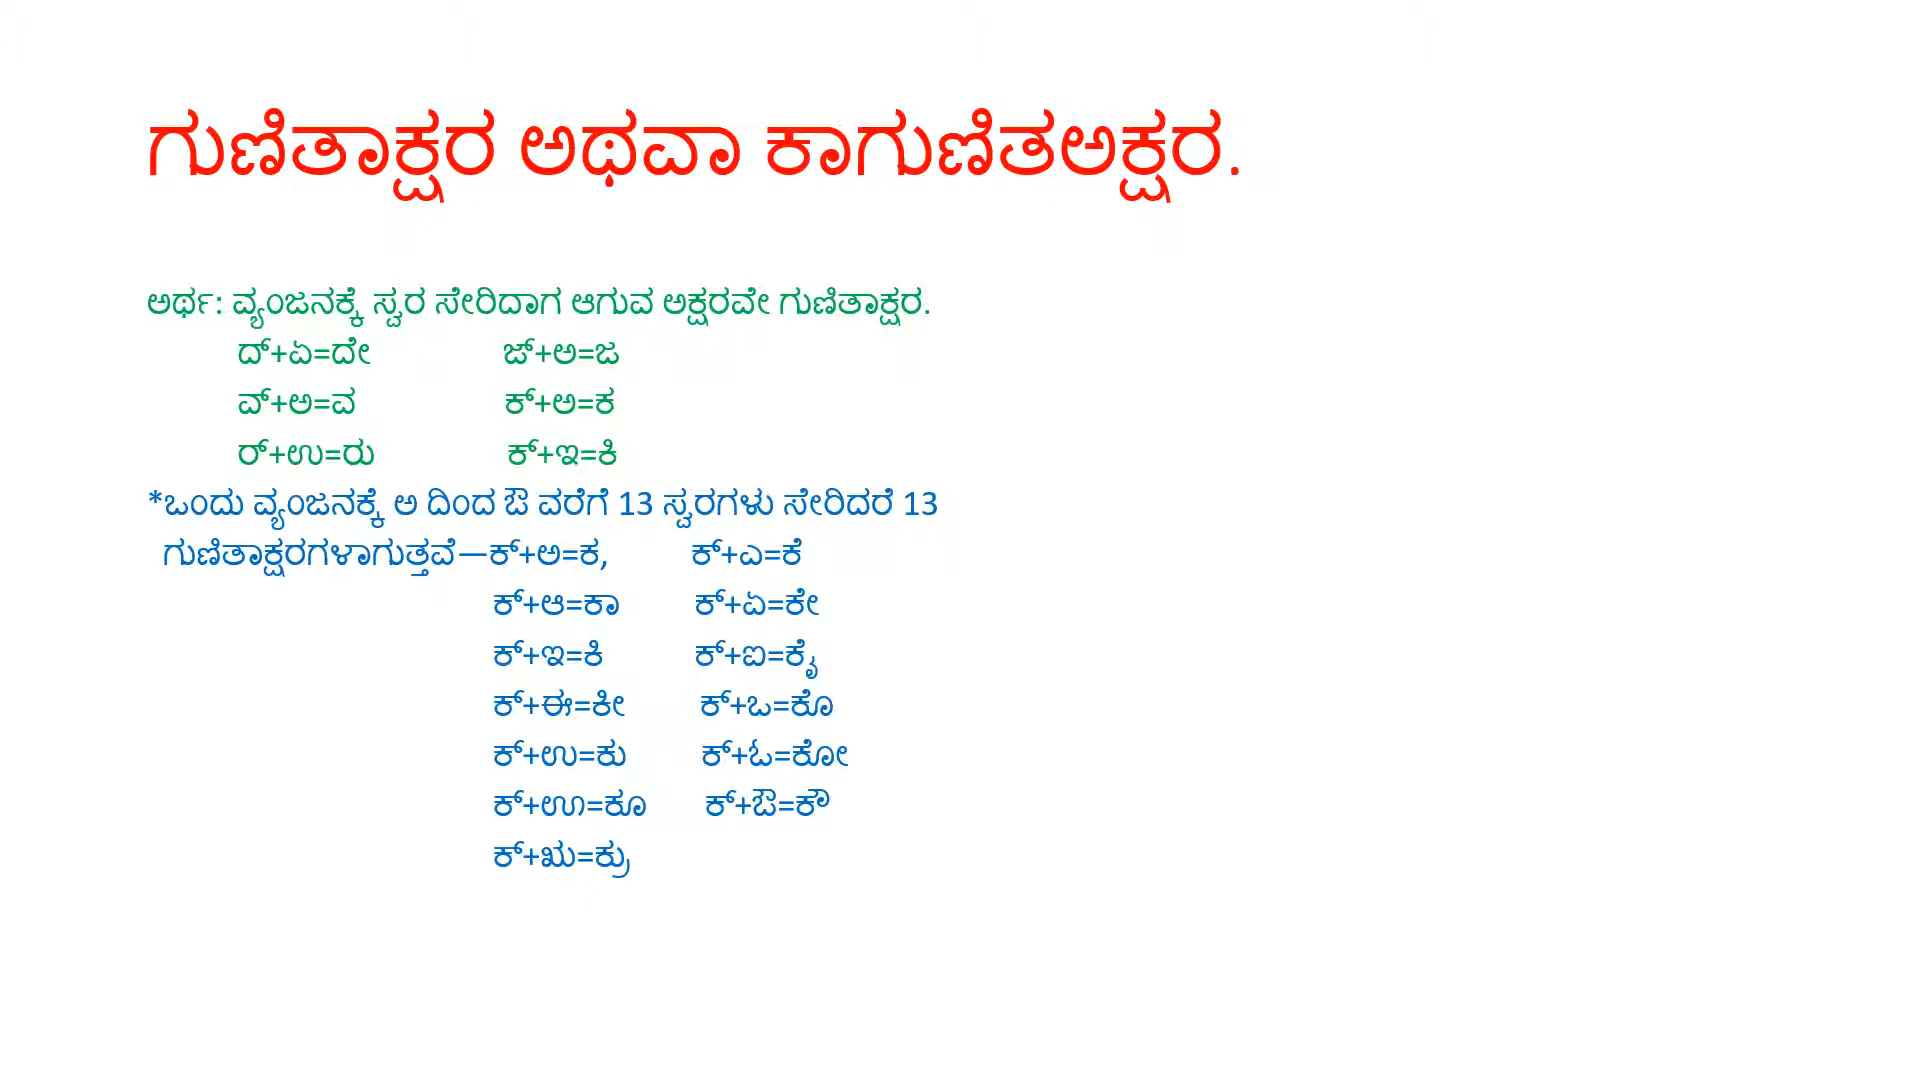 ಗುಣಿತಾಕ್ಷರ ಅಥವಾ ಕಾಗುಣಿತಅಕ್ಷರ.
ಅರ್ಥ: ವ್ಯಂಜನಕ್ಕೆ ಸ್ವರ ಸೇರಿದಾಗ ಆಗುವ ಅಕ್ಷರವೇ ಗುಣಿತಾಕ್ಷರ.
ದ್+ಏ=ದೇ ಜ್+ಅ=ಜ
ವ್+ಅ=ವ ಕ್+ಅ=ಕ
ರ್+ಉ=ರು ಕ್+ಇ=ಕಿ
*ಒಂದು ವ್ಯಂಜನಕ್ಕೆ ಅ ದಿಂದ ಔ ವರೆಗೆ 13 ಸ್ವರಗಳು ಸೇರಿದರೆ 13
ಗುಣಿತಾಕ್ಷರಗಳಾಗುತ್ತವೆ—ಕ್+ಅ=ಕ, ಕ್+ಎ=ಕೆ
ಕ್+ಆ=ಕಾ ಕ್+ಏ=ಕೇ
ಕ್+ಇ=ಕಿ ಕ್+ಐ=ಕೈ
ಕ್+ಈ=ಕೀ ಕ್+ಒ=ಕೊ
ಕ್+ಉ=ಕು ಕ್+ಓ=ಕೋ
ಕ್+ಊ=ಕೂ ಕ್+ಔ=ಕೌ
ಕ್+ಋ=ಕ್ರು